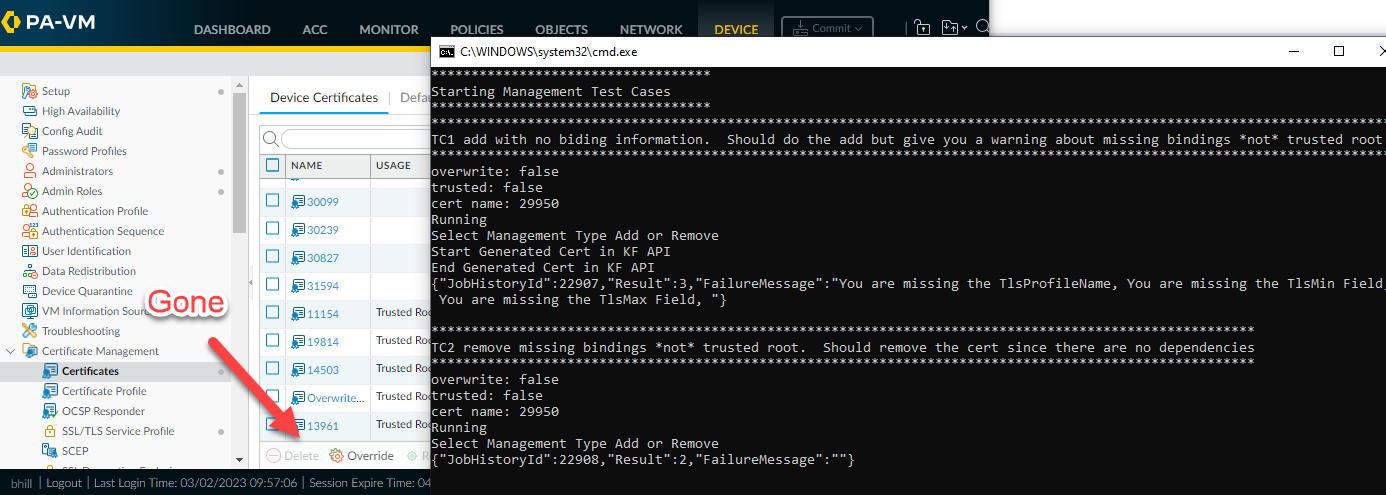 PA-VM
DASHBOARD ACC MONITOR POLICIES OBJECTS NETWORK DEVICE Commit
Setup
High Availability
Config Audit
Password Profiles
Administrators
Admin Roles
Authentication Profile
Authentication Sequence
User Identification
Data Redistribution
Device Quarantine
VM Information Sour
Troubleshooting
Certificate Management
Certificates
Certificate Profile
OCSP Responder
SSL/TLS Service Profile
SCEP
Gone
Device Certificates
NAME USAGE
30099
30239
30827
31594
11154 Trusted Roo
19814 Trusted Roo
14503 Trusted Roo
Overwrite... Trusted Roo
13961 Trusted Roo
Delete Override
bhill | Logout | Last Login Time: 03/02/2023 09:57:06 | Session Expire Time: 04
C:\WINDOWS\system32\cmd.exe
***********************************
Starting Management Test Cases
***********************************
TC1 add with no biding information.  Should do the add but give you a warning about missing bindings *not* trusted root
overwrite: false
trusted: false
cert name: 29950
Running
Select Management Type Add or Remove
Start Generated Cert in KF API
End Generated Cert in KF API
{"JobHistoryId":22907,"Result":3,"FailureMessage":"You are missing the TlsProfileName, You are missing the TlsMin Field,
You are missing the TlsMax Field, "}
TC2 remove missing bindings *not* trusted root.  Should remove the cert since there are no dependencies
overwrite: false
trusted: false
cert name: 29950
Running
Select Management Type Add or Remove
{"JobHistoryId":22908,"Result":2,"FailureMessage":""}